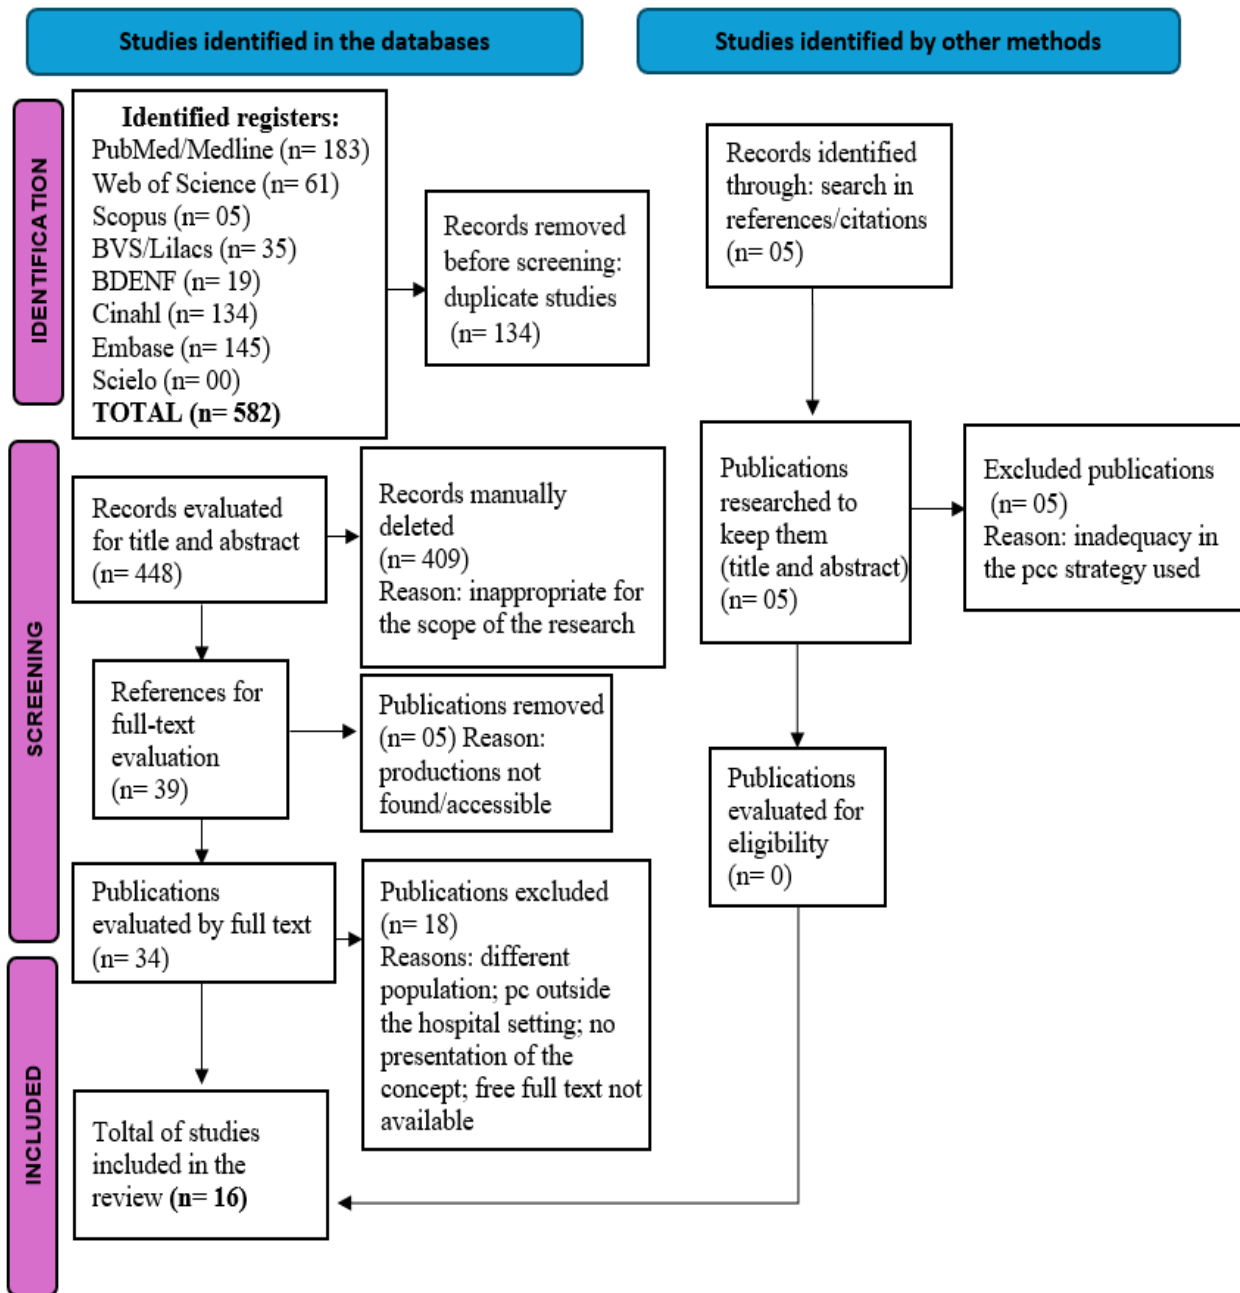 Studies identified in the databases
Studies identified by other methods
IDENTIFICATION
Identified registers:
PubMed/Medline (n= 183)
Web of Science (n= 61)
Scopus (n= 05)
BVS/Lilacs (n= 35)
BDENF (n= 19)
Cinahl (n= 134)
Embase (n= 145)
Scielo (n= 00)
TOTAL (n= 582)
Records removed
before screening:
duplicate studies
(n= 134)
Records identified
through: search in
references/citations
(n= 05)
SCREENING
Records evaluated
for title and abstract
(n= 448)
Records manually
deleted
(n= 409)
Reason: inappropriate for
the scope of the research
Publications
researched to
keep them
(title and abstract)
(n= 05)
Excluded publications
(n= 05)
Reason: inadequacy in
the pcc strategy used
References for
full-text
evaluation
(n= 39)
Publications removed
(n= 05) Reason:
productions not
found/accessible
Publications
evaluated for
eligibility
(n= 0)
Publications
evaluated by full text
(n= 34)
Publications excluded
(n= 18)
Reasons: different
population; pc outside
the hospital setting; no
presentation of the
concept; free full text not
available
INCLUDED
Toltal of studies
included in the
review (n= 16)